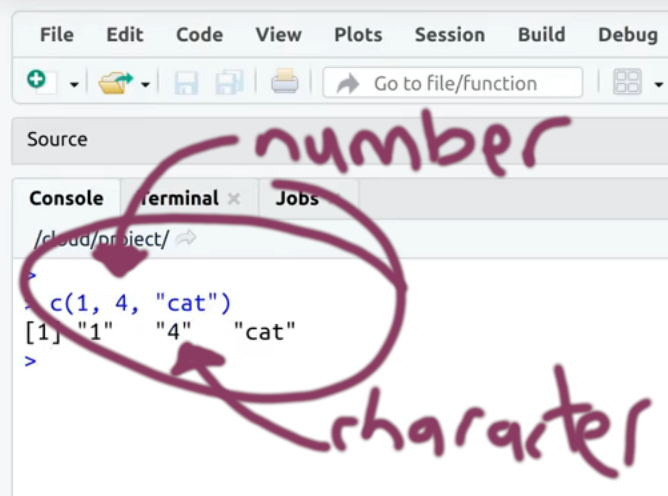 File Edit Code View Plots Session Build Debug
Go to file/function
Source
number
Console Terminal Jobs
/cloud/project/
>
> c(1, 4, "cat")
[1] "1" "4" "cat"
>
character